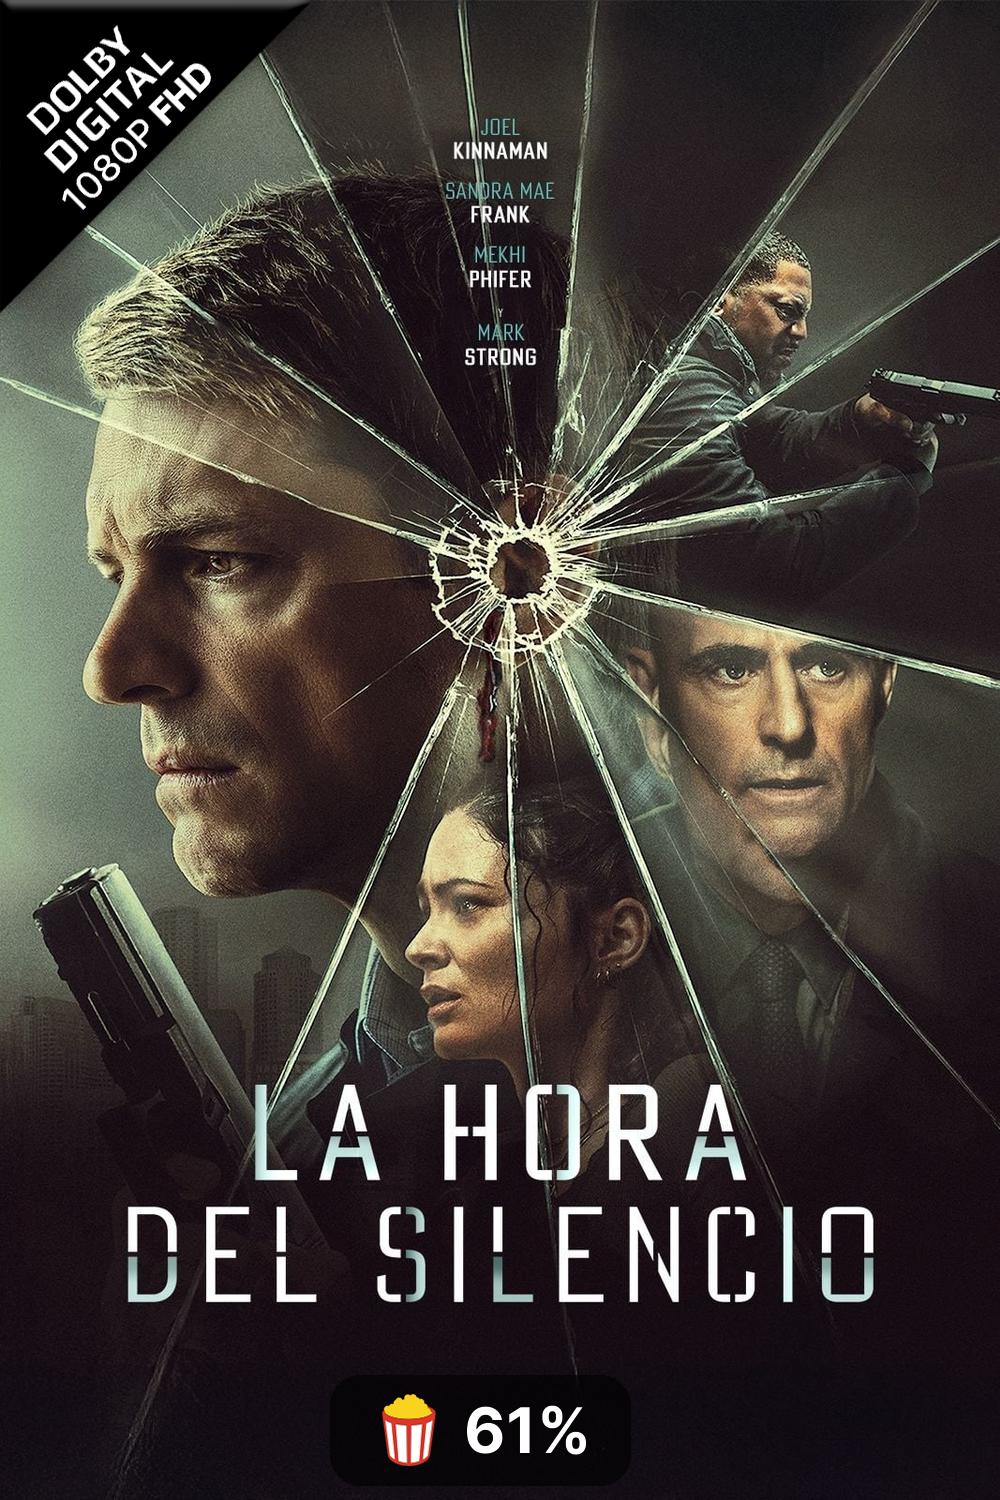 DOLBY
DIGITAL
1080P FHD
JOEL
KINNAMAN
SANDRA MAE
FRANK
MEKHI
PHIFER
Y
MARK
STRONG
LA HORA
DEL SILENCIO
61%